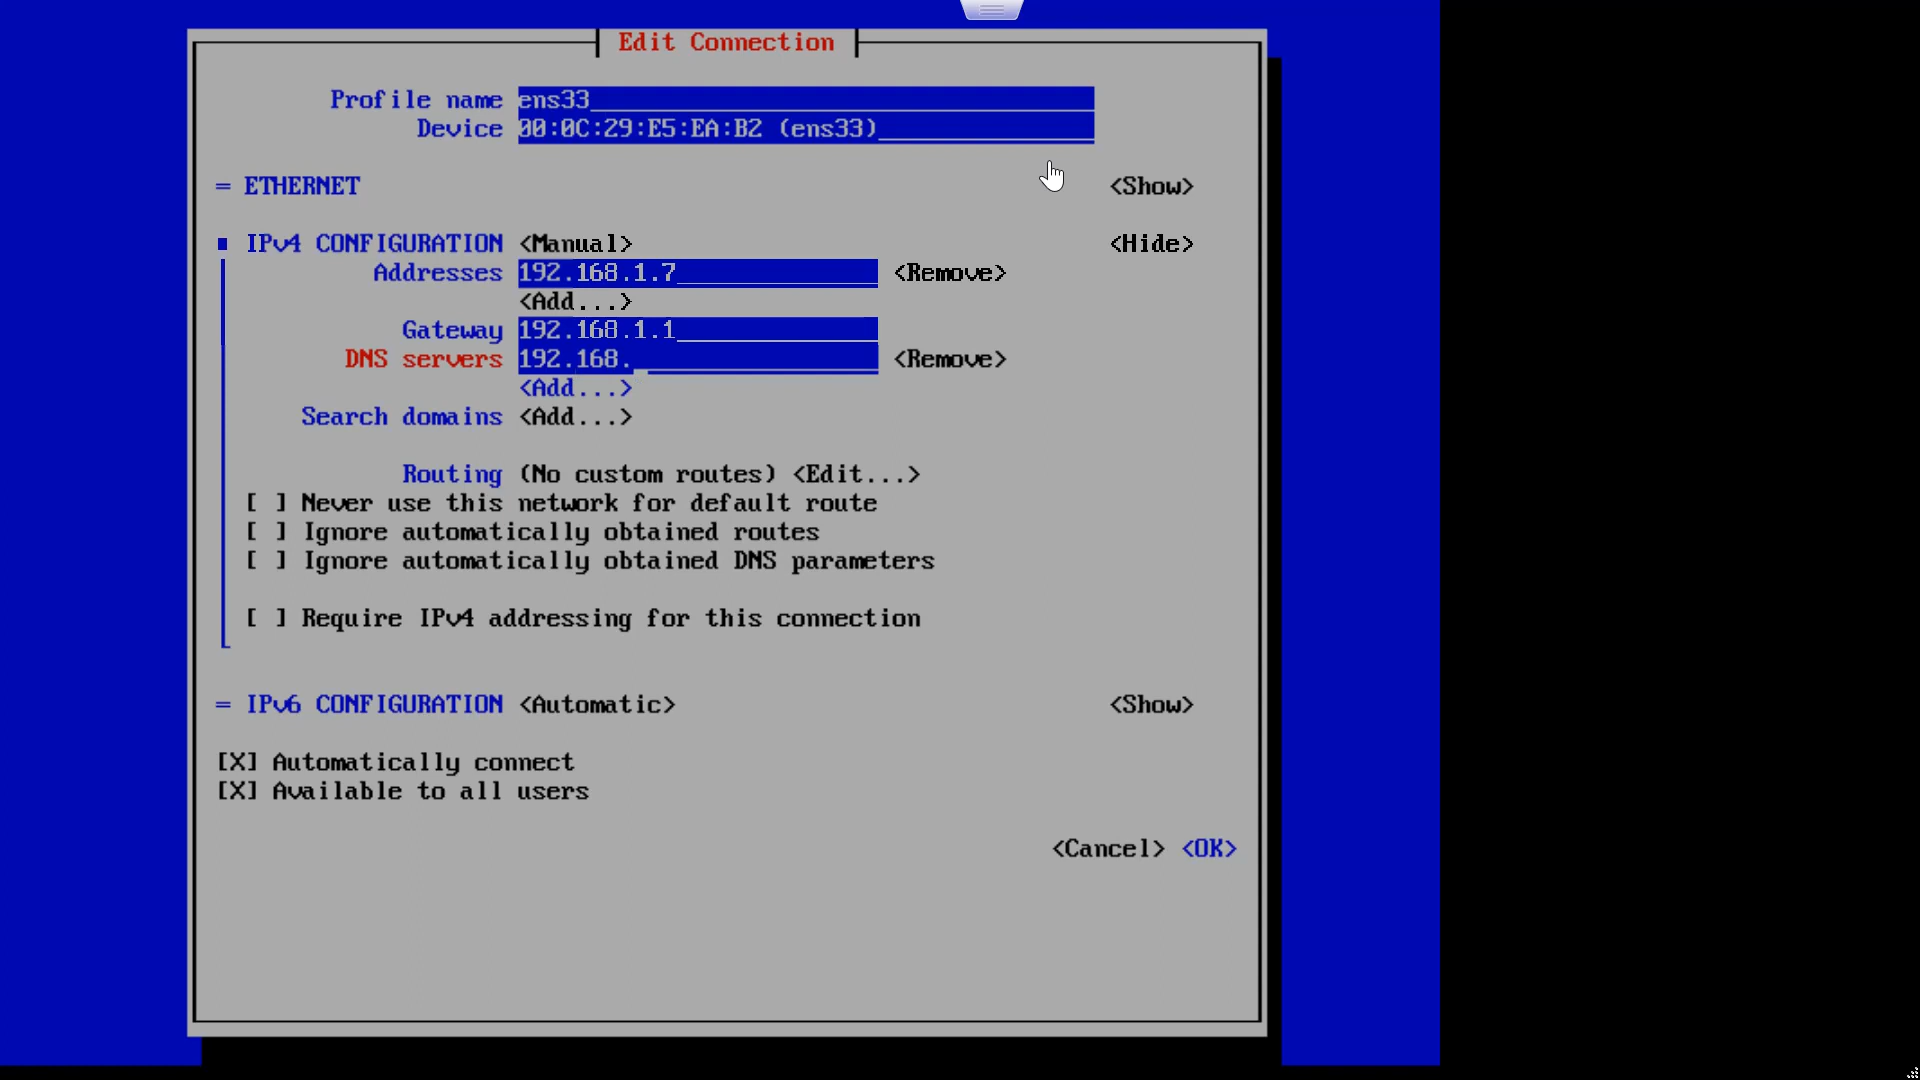 Edit Connection
Profile name ens33
Device 00:0C:29:E5:EA:B2 (ens33)
= ETHERNET <Show>
IPv4 CONFIGURATION <Manual> <Hide>
Addresses 192.168.1.7 <Remove>
<Add...>
Gateway 192.168.1.1
DNS servers 192.168. <Remove>
<Add...>
Search domains <Add...>
Routing (No custom routes) <Edit...>
[ ] Never use this network for default route
[ ] Ignore automatically obtained routes
[ ] Ignore automatically obtained DNS parameters
[ ] Require IPv4 addressing for this connection
= IPv6 CONFIGURATION <Automatic> <Show>
[X] Automatically connect
[X] Available to all users
<Cancel> <OK>